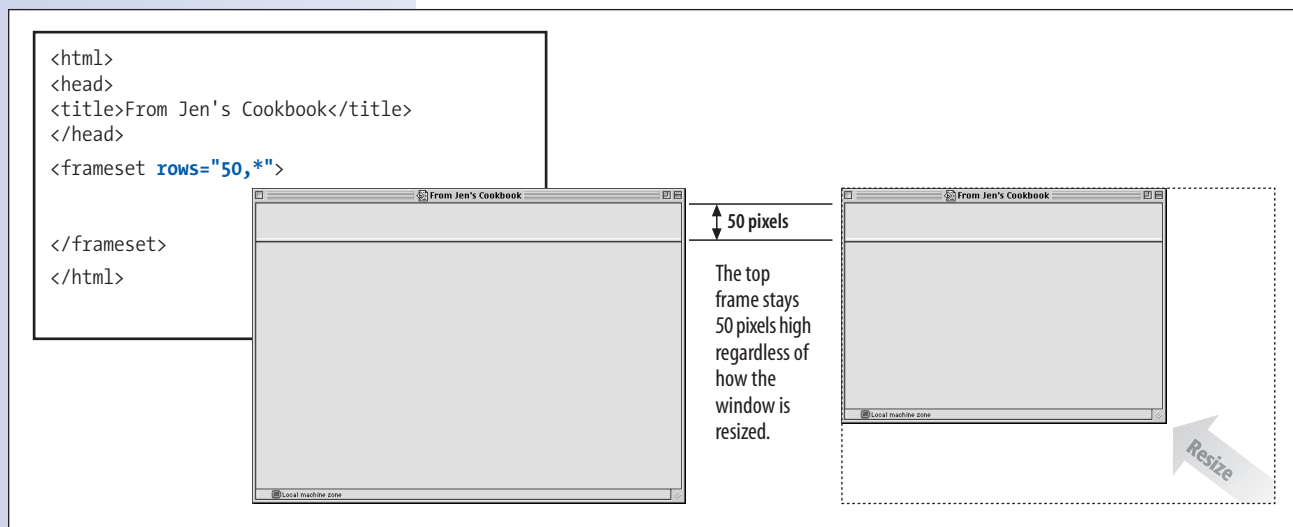 <html>
<head>
<title>From Jen's Cookbook</title>
</head>
<frameset rows="50,*">
</frameset>
</html>
From Jen's Cookbook
Local machine zone
50 pixels
The top
frame stays
50 pixels high
regardless of
how the
window is
resized.
From Jen's Cookbook
Local machine zone
Resize